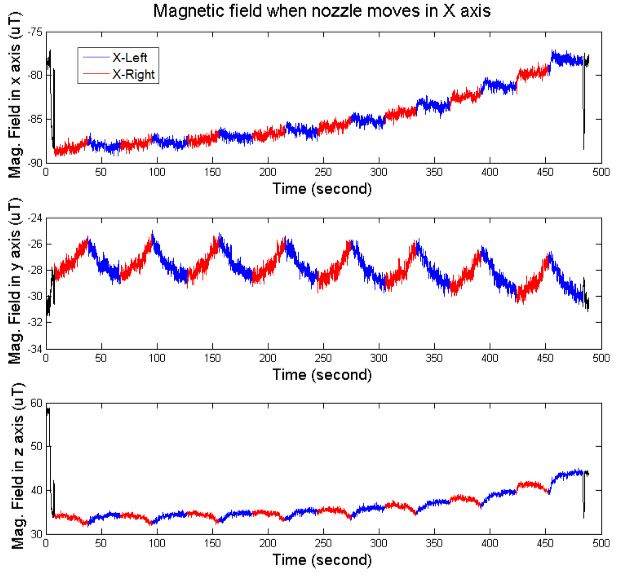 Magnetic field when nozzle moves in X axis
Mag. Field in x axis (uT)
-75
-80
-85
-90
X-Left
X-Right
0 50 100 150 200 250 300 350 400 450 500
Time (second)
Mag. Field in y axis (uT)
-24
-26
-28
-30
-32
-34
0 50 100 150 200 250 300 350 400 450 500
Time (second)
Mag. Field in z axis (uT)
60
50
40
30
0 50 100 150 200 250 300 350 400 450 500
Time (second)